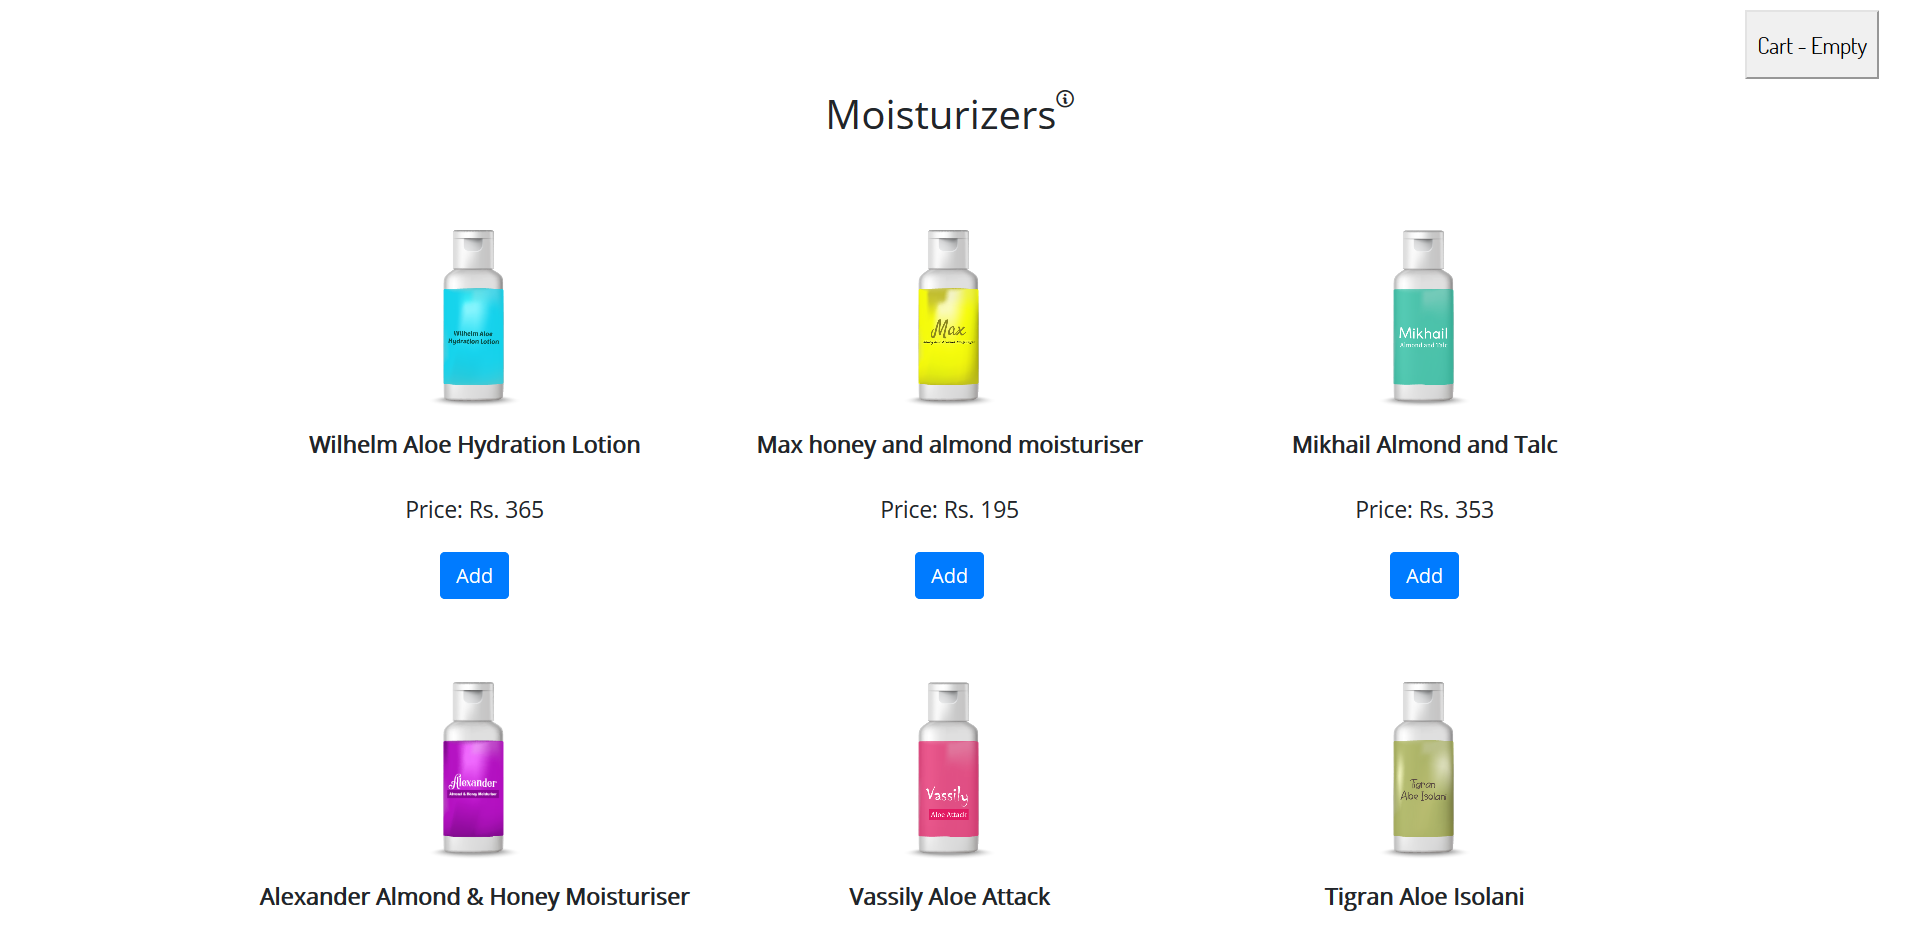 Cart - Empty
Moisturizers
Wilhelm Aloe
Hydration Lotion
Max
Mikhail
Almond and Talc
Wilhelm Aloe Hydration Lotion
Max honey and almond moisturiser
Mikhail Almond and Talc
Price: Rs. 365
Price: Rs. 195
Price: Rs. 353
Add
Add
Add
Alexander
Almond & Honey Moisturiser
Vassily
Aloe Attack
Tigran
Aloe Isolani
Alexander Almond & Honey Moisturiser
Vassily Aloe Attack
Tigran Aloe Isolani